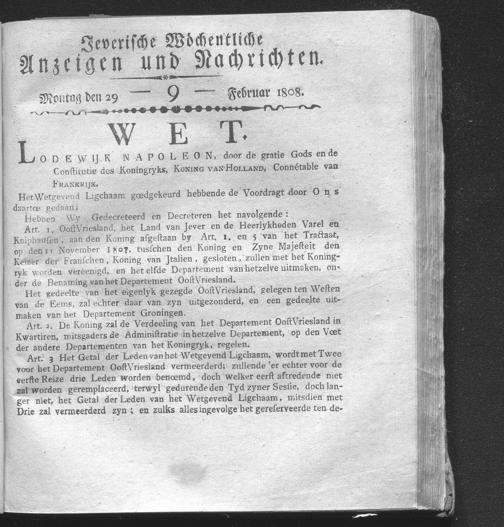 Jeverische Wöchentliche
Anzeigen und Nachrichten.
Montag den 29 — 9 — Februar 1808.
WET.
LODEWIJK NAPOLEON, door de gratie Gods en de
Constitutie des Koningryks, KONING VAN HOLLAND, Connétable van
FRANKRIJK.
Het Wetgevend Ligchaam goedgekeurd hebbende de Voordragt door Ons
daartoe gedaan;
Hebben Wy Gedecreteerd en Decreteren het navolgende:
Art. 1. OostVriesland, het Land van Jever en de Heerlykheden Varel en
Kniphausen, aan den Koning afgestaan by Art. 1. en 5 van het Tractaat,
op den 11 November 1807. tusschen den Koning en Zyne Majesteit den
Keiser der Franschen, Koning van Jtalien, gesloten, zullen met het Koning-
ryk worden vereenigd, en het elfde Departement van hetzelve uitmaken, on-
der de Benaming van het Departement OostVriesland.
Het gedeelte van het eigenlyk gezegde OostVriesland, gelegen ten Westen
van de Eems, zal echter daar van zyn uitgezonderd, en een gedeelte uit-
maken van het Departement Groningen.
Art. 2. De Koning zal de Verdeeling van het Departement OostVriesland in
Kwartiren, mitsgaders de Administratie in hetzelve Departement, op den Voet
der andere Departementen van het Koningryk, regelen.
Art. 3 Het Getal der Leden van het Wetgevend Ligchaam, wordt met Twee
voor het Departement OostVriesland vermeerderd; zullende 'er echter voor de
eerste Reize drie Leden worden benoemd, doch welker eerst aftredende niet
zal worden geremplaceerd, terwyl gedurende den Tyd zyner Sessie, doch lan-
ger niet, het Getal der Leden van het Wetgevend Ligchaam, mitsdien met
Drie zal vermeerderd zyn; en zulks alles ingevolge het gereserveerde ten de-